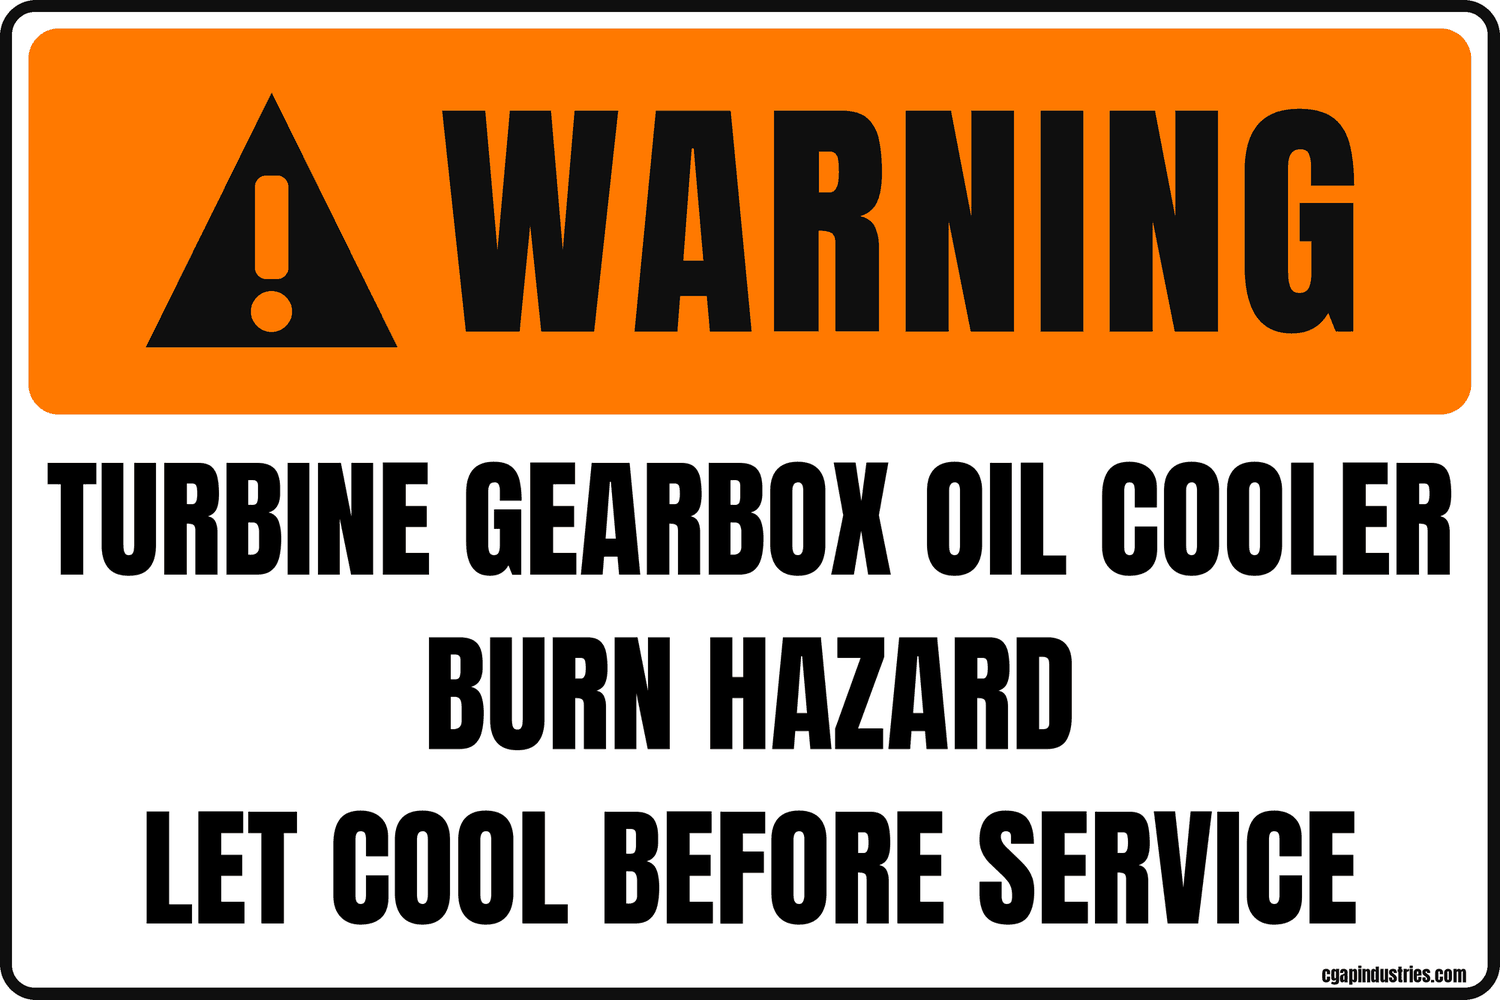 WARNING
TURBINE GEARBOX OIL COOLER
BURN HAZARD
LET COOL BEFORE SERVICE
cgapindustries.com